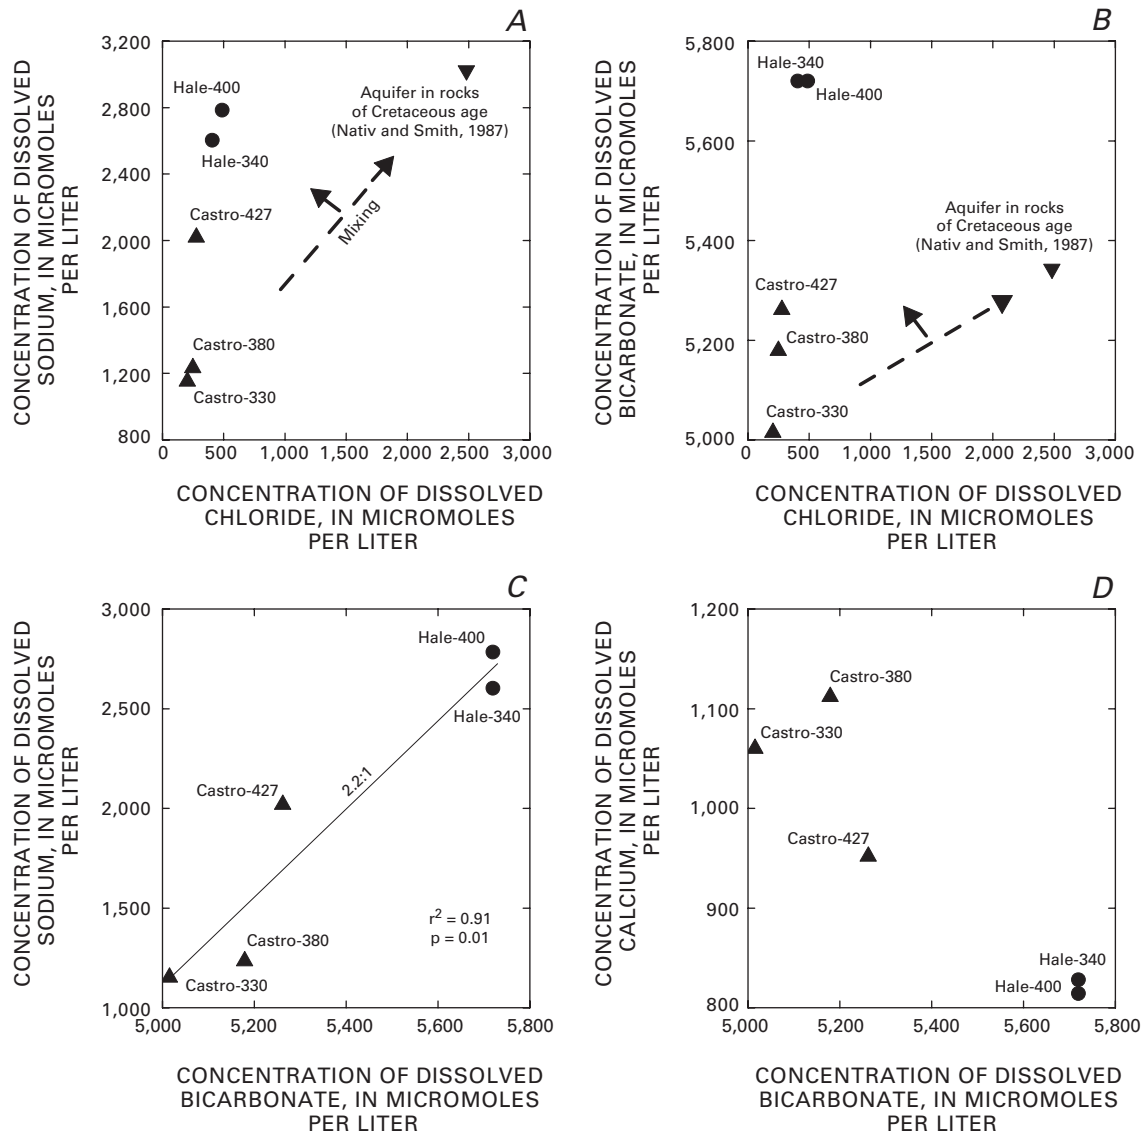 A
CONCENTRATION OF DISSOLVED
SODIUM, IN MICROMOLES
PER LITER
3,200
2,800
2,400
2,000
1,600
1,200
800
Hale-400
Hale-340
Castro-427
Castro-380
Castro-330
Aquifer in rocks
of Cretaceous age
(Nativ and Smith, 1987)
Mixing
0 500 1,000 1,500 2,000 2,500 3,000
CONCENTRATION OF DISSOLVED
CHLORIDE, IN MICROMOLES
PER LITER
B
CONCENTRATION OF DISSOLVED
BICARBONATE, IN MICROMOLES
PER LITER
5,800
5,600
5,400
5,200
5,000
Hale-340
Hale-400
Aquifer in rocks
of Cretaceous age
(Nativ and Smith, 1987)
Castro-427
Castro-380
Castro-330
0 500 1,000 1,500 2,000 2,500 3,000
CONCENTRATION OF DISSOLVED
CHLORIDE, IN MICROMOLES
PER LITER
C
CONCENTRATION OF DISSOLVED
SODIUM, IN MICROMOLES
PER LITER
3,000
2,500
2,000
1,500
1,000
Hale-400
Hale-340
Castro-427
2.2:1
r2 = 0.91
p = 0.01
Castro-380
Castro-330
5,000 5,200 5,400 5,600 5,800
CONCENTRATION OF DISSOLVED
BICARBONATE, IN MICROMOLES
PER LITER
D
CONCENTRATION OF DISSOLVED
CALCIUM, IN MICROMOLES
PER LITER
1,200
1,100
1,000
900
800
Castro-380
Castro-330
Castro-427
Hale-340
Hale-400
5,000 5,200 5,400 5,600 5,800
CONCENTRATION OF DISSOLVED
BICARBONATE, IN MICROMOLES
PER LITER